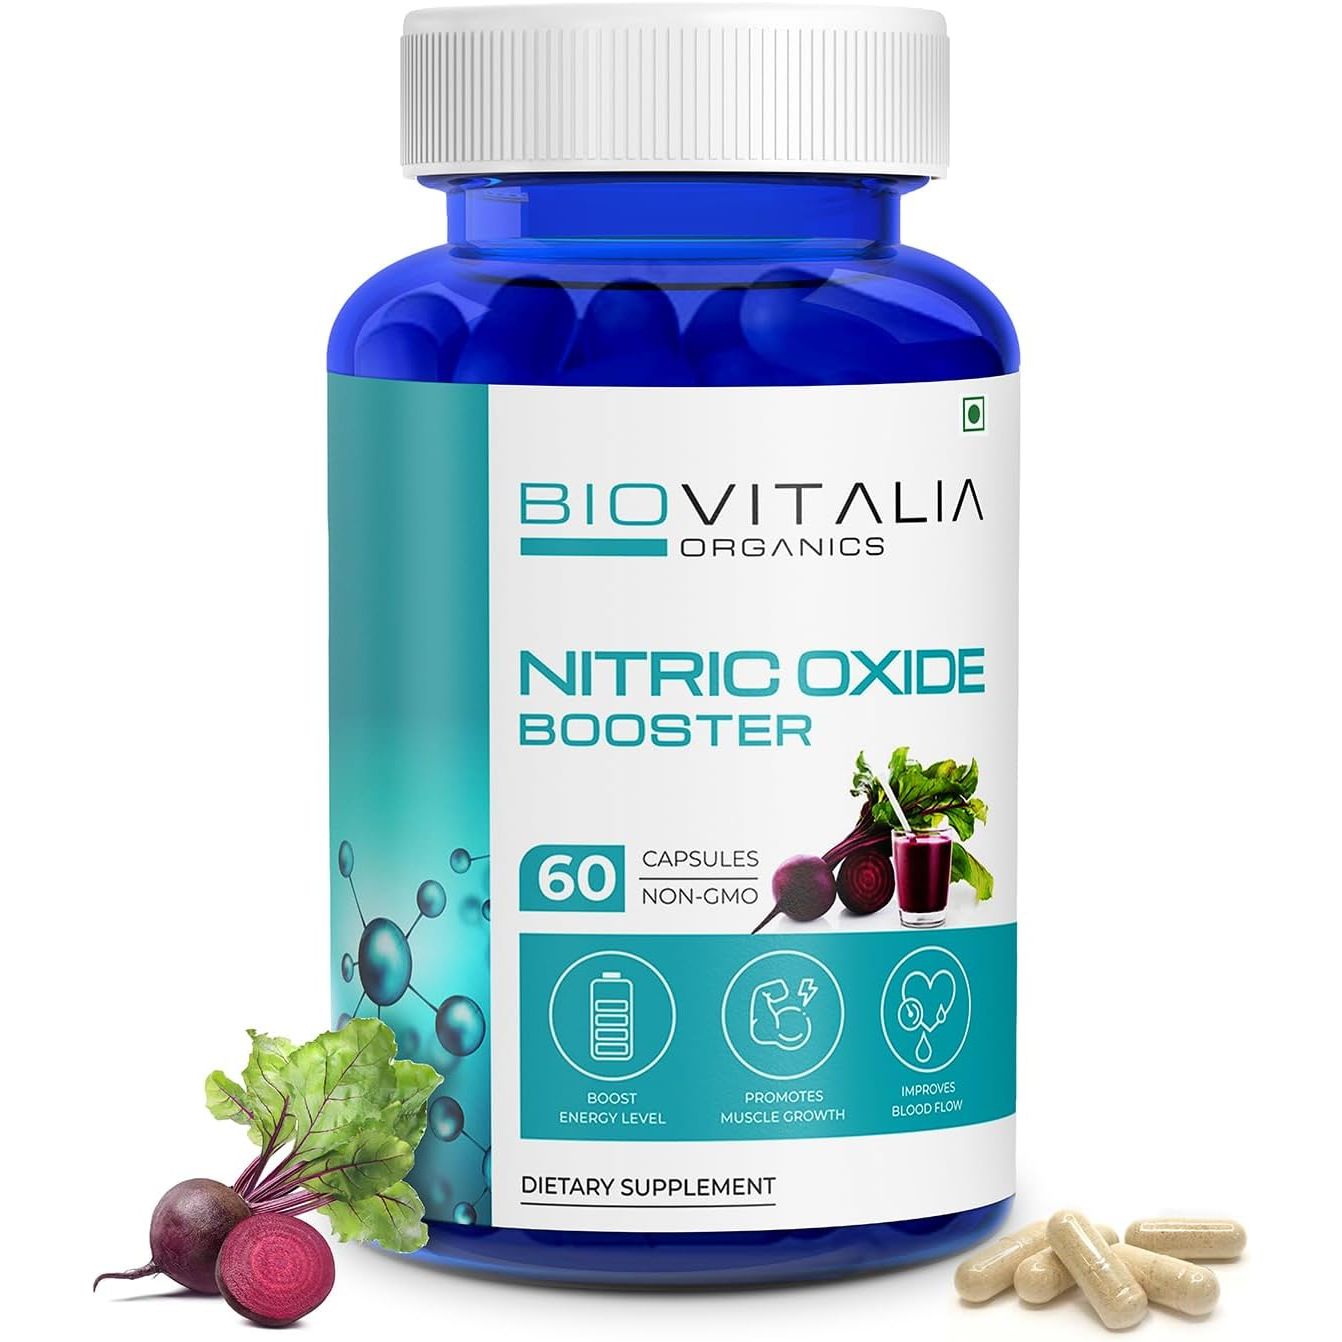 BIOVITALIA
ORGANICS
NITRIC OXIDE
BOOSTER
60
CAPSULES
NON-GMO
BOOST
ENERGY LEVEL
PROMOTES
MUSCLE GROWTH
IMPROVES
BLOOD FLOW
DIETARY SUPPLEMENT